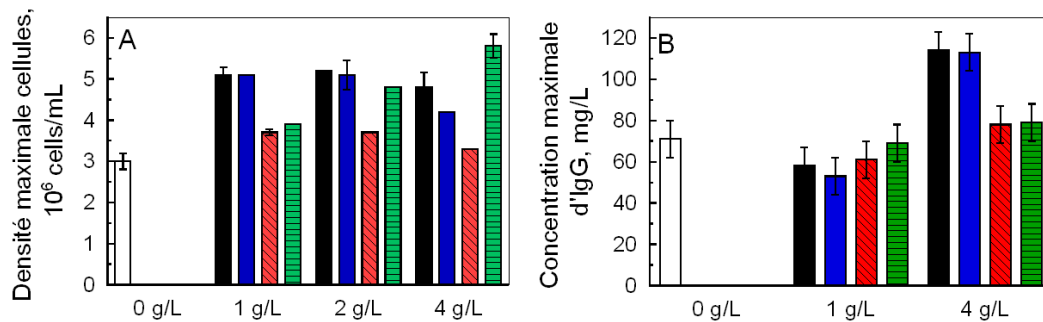 Densité maximale cellules,
10⁶ cells/mL
A
6
5
4
3
2
1
0
0 g/L 1 g/L 2 g/L 4 g/L
Concentration maximale
d'IgG, mg/L
B
120
100
80
60
40
20
0
0 g/L 1 g/L 4 g/L